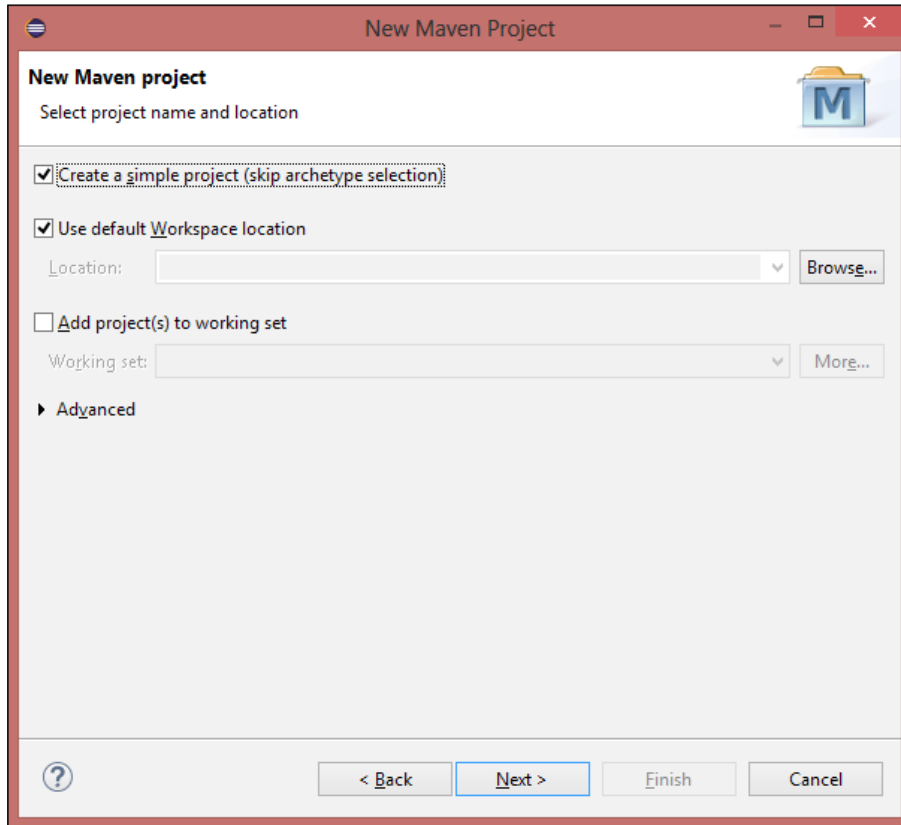 New Maven Project
New Maven project
Select project name and location
M
Create a simple project (skip archetype selection)
Use default Workspace location
Location: Browse...
Add project(s) to working set
Working set: More...
Advanced
? < Back Next > Finish Cancel